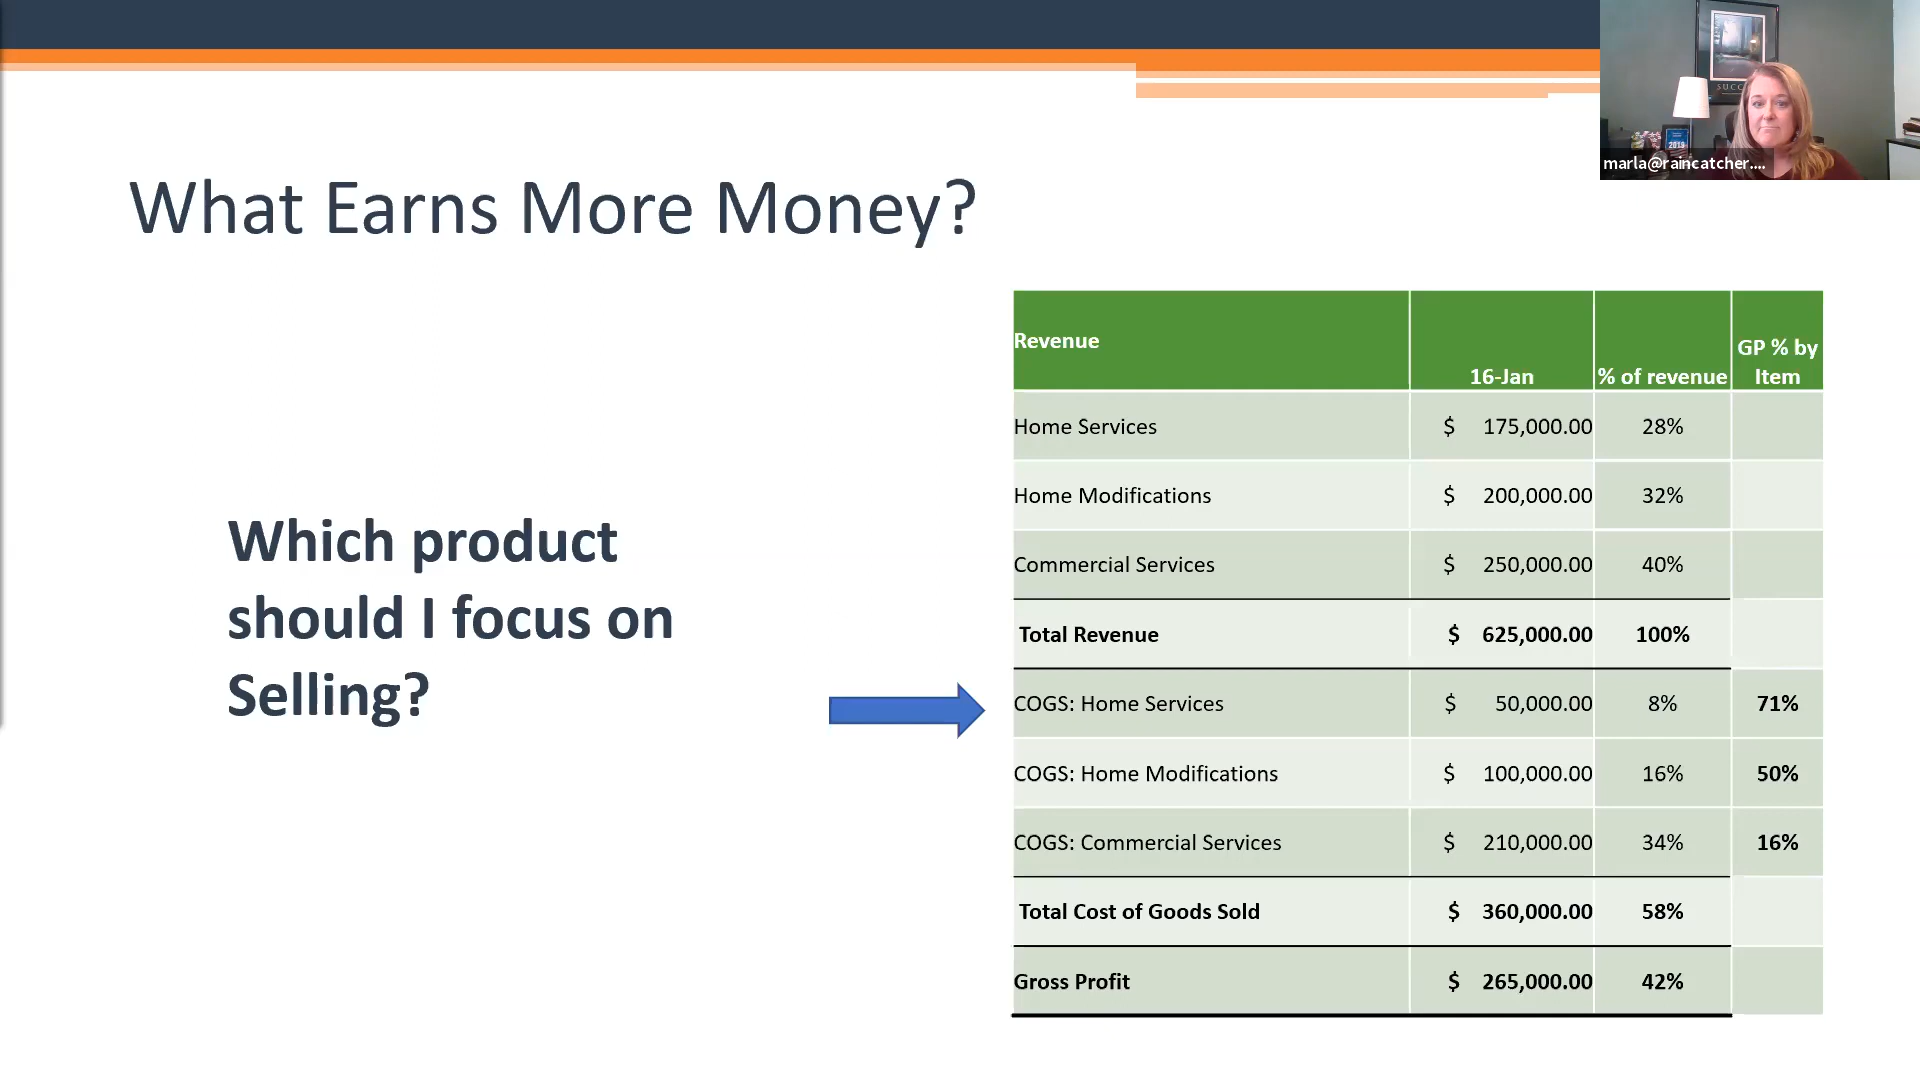 SUCC
2019
marla@raincatcher....
What Earns More Money?
Which product
should I focus on
Selling?
Revenue 16-Jan % of revenue GP % by Item
Home Services $ 175,000.00 28%
Home Modifications $ 200,000.00 32%
Commercial Services $ 250,000.00 40%
Total Revenue $ 625,000.00 100%
COGS: Home Services $ 50,000.00 8% 71%
COGS: Home Modifications $ 100,000.00 16% 50%
COGS: Commercial Services $ 210,000.00 34% 16%
Total Cost of Goods Sold $ 360,000.00 58%
Gross Profit $ 265,000.00 42%